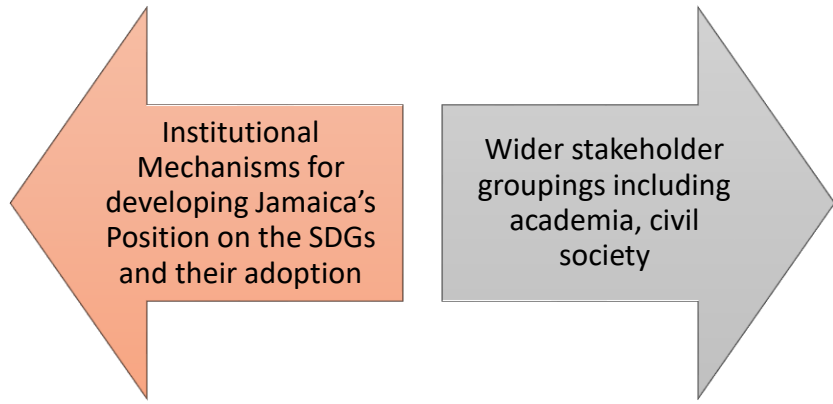 Institutional
Mechanisms for
developing Jamaica’s
Position on the SDGs
and their adoption
Wider stakeholder
groupings including
academia, civil
society